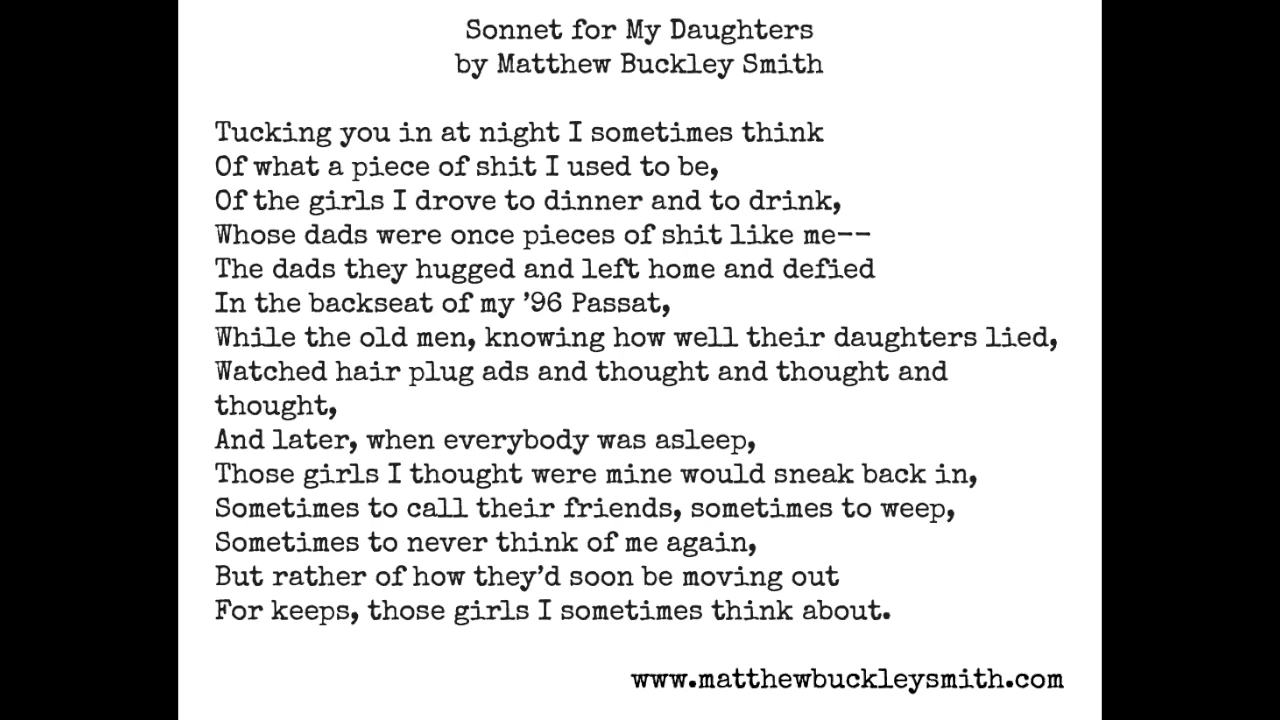 Sonnet for My Daughters
by Matthew Buckley Smith
Tucking you in at night I sometimes think
Of what a piece of shit I used to be,
Of the girls I drove to dinner and to drink,
Whose dads were once pieces of shit like me--
The dads they hugged and left home and defied
In the backseat of my '96 Passat,
While the old men, knowing how well their daughters lied,
Watched hair plug ads and thought and thought and
thought,
And later, when everybody was asleep,
Those girls I thought were mine would sneak back in,
Sometimes to call their friends, sometimes to weep,
Sometimes to never think of me again,
But rather of how they'd soon be moving out
For keeps, those girls I sometimes think about.
www.matthewbuckleysmith.com